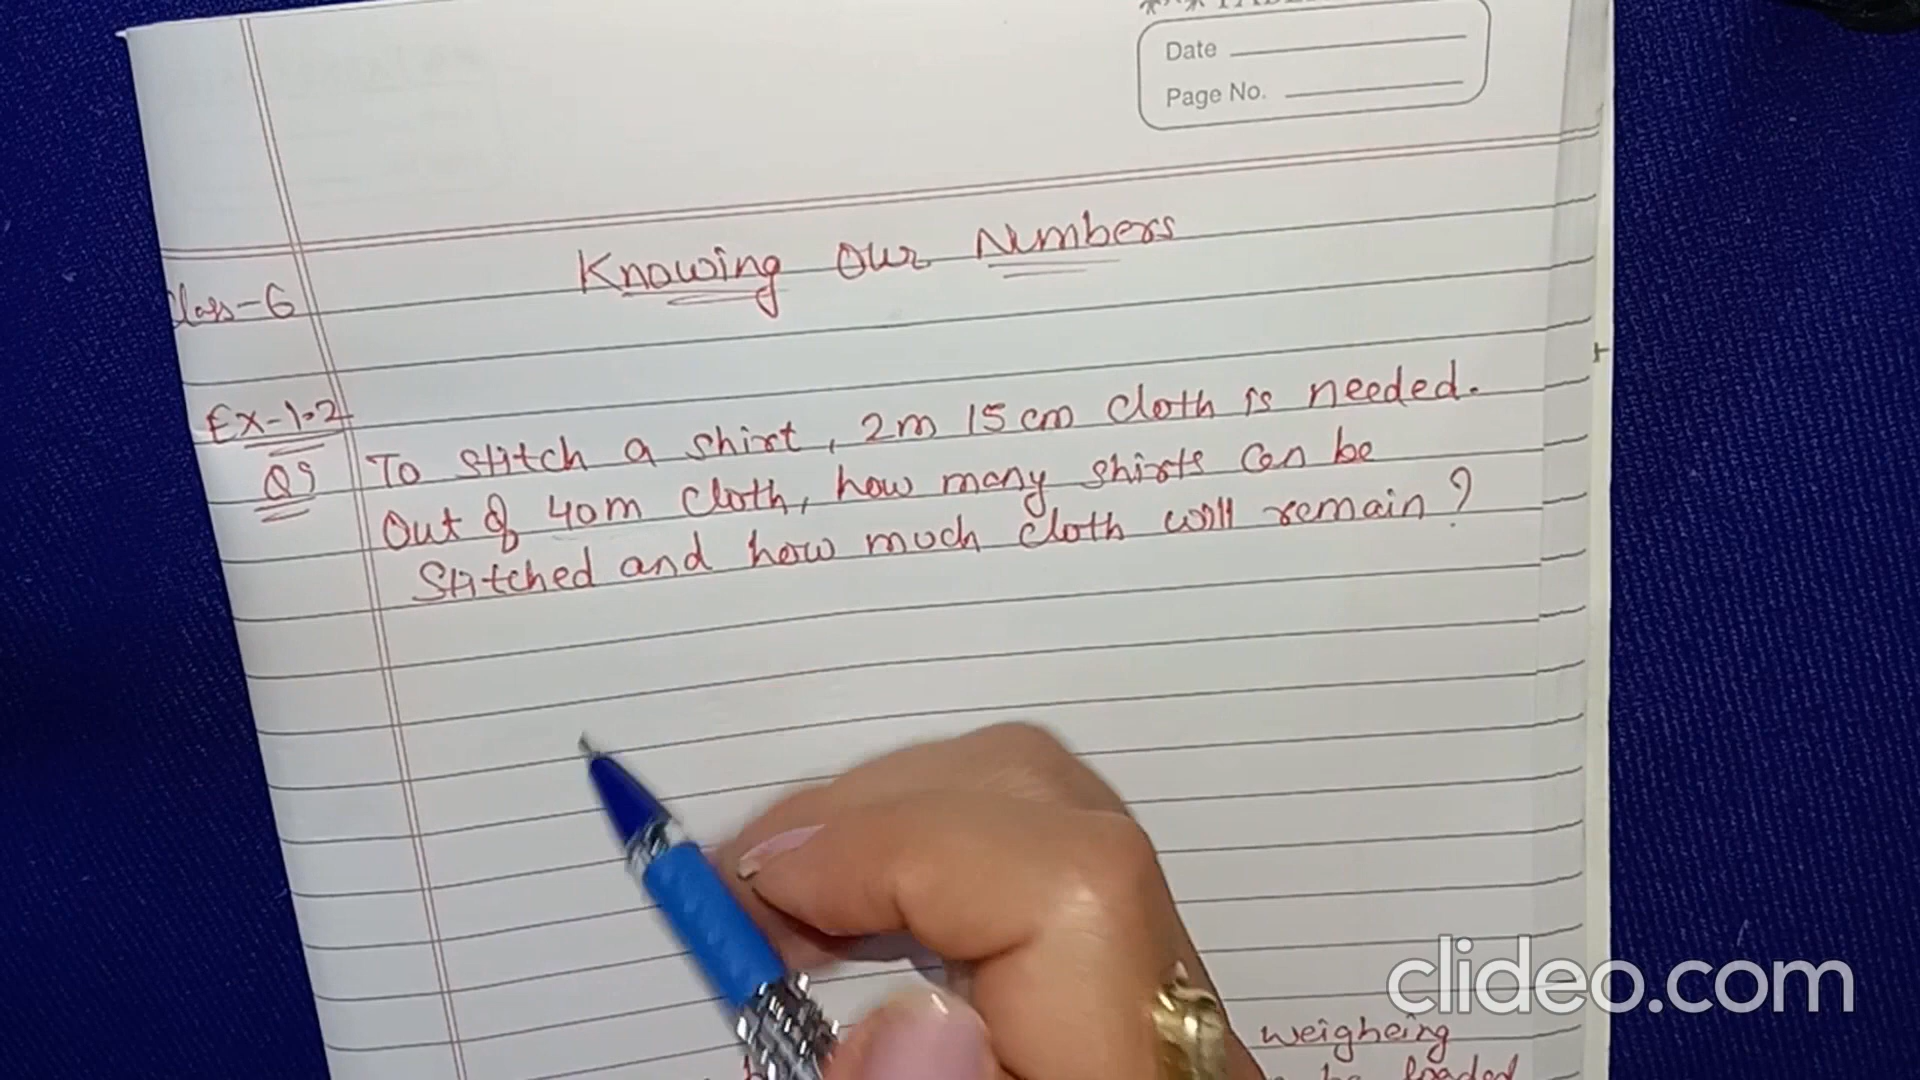 Date
Page No.
Knowing Our Numbers
Class-6
Ex-1.2
Q9 To stitch a shirt, 2m 15cm cloth is needed.
Out of 40m cloth, how many shirts can be
Stitched and how much cloth will remain?
weigheing
be loaded
clideo.com